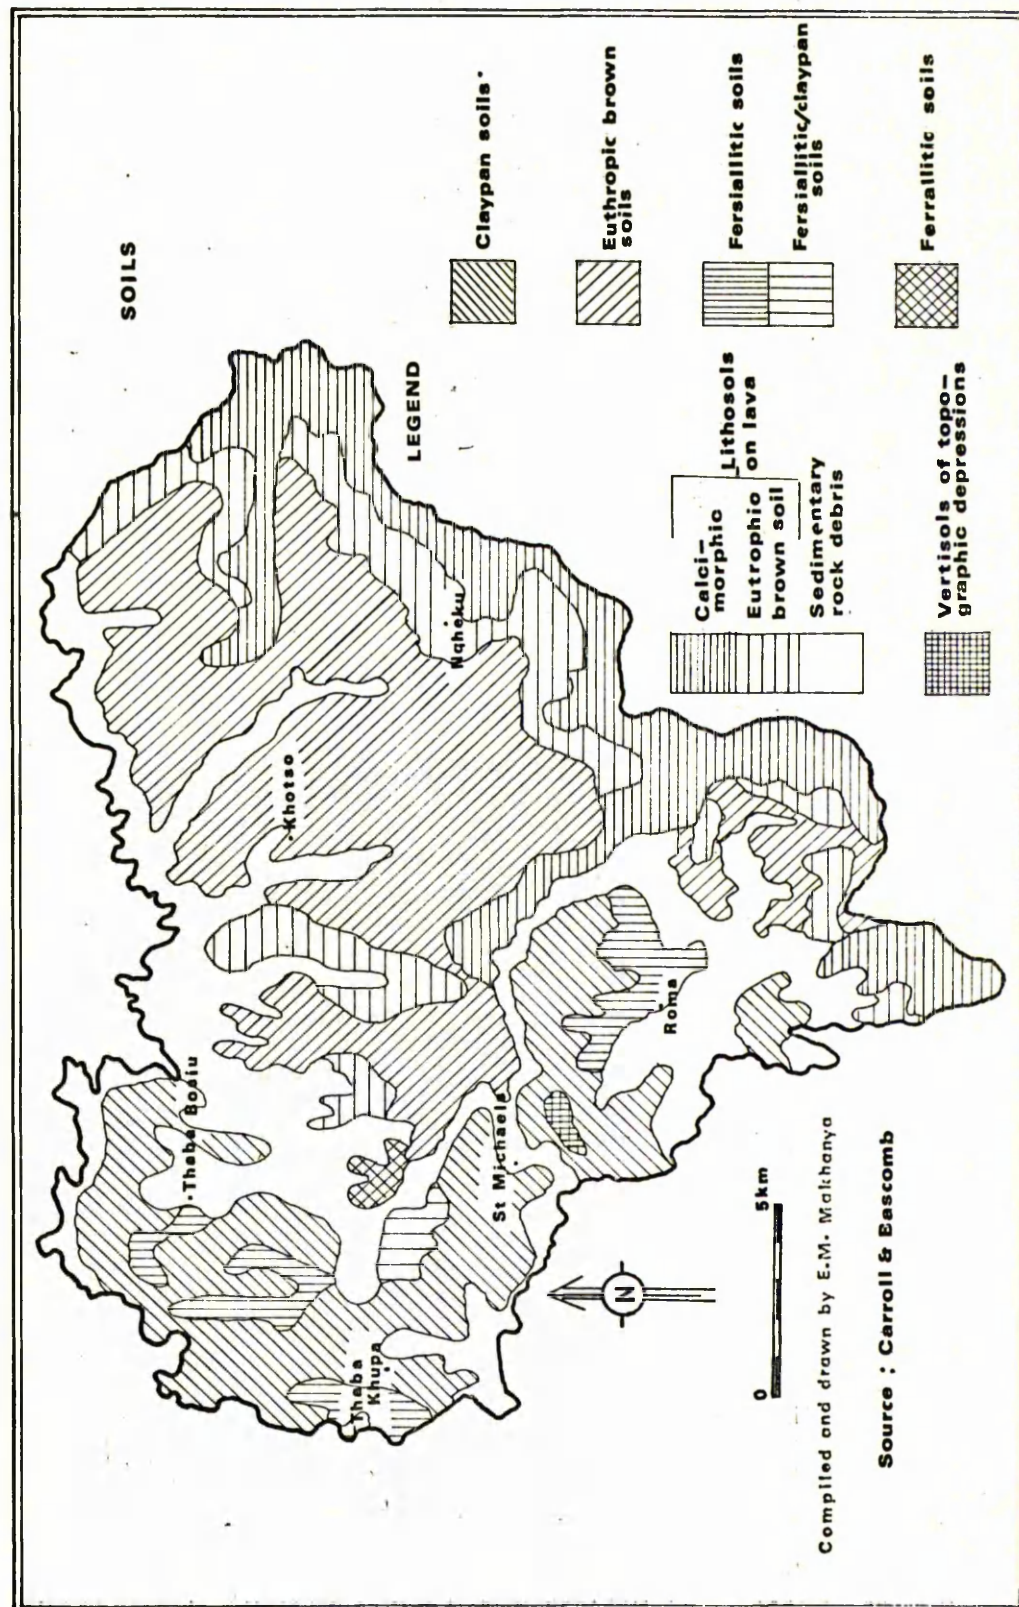 SOILS
Thaba Bosiu
Khotso
Nqheku
Thaba
Khupa
St Michaels
Roma
N
0
5km
Compiled and drawn by E.M. Makhanya
Source : Carroll & Eascomb
LEGEND
Claypan soils
Euthropic brown
soils
Fersiallitic soils
Fersiallitic/claypan
soils
Ferrallitic soils
Calci-
morphic
Eutrophic
brown soil
Lithosols
on lava
Sedimentary
rock debris
Vertisols of topo-
graphic depressions